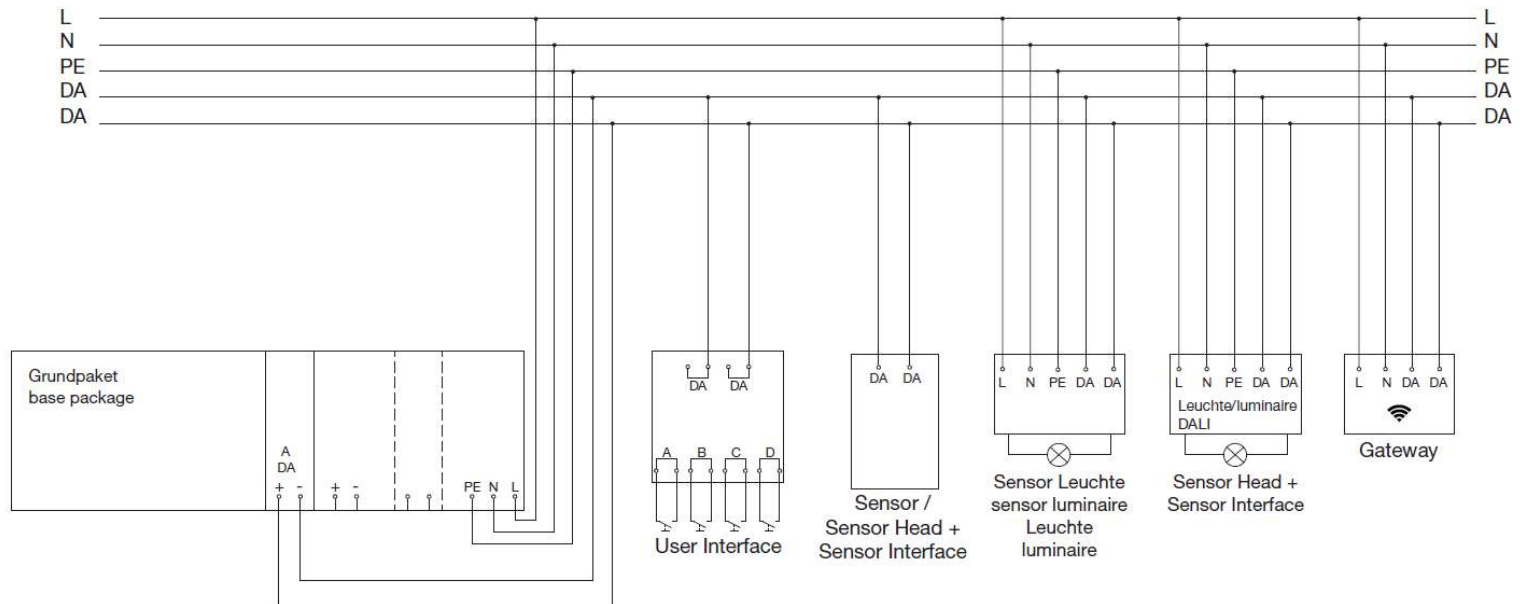 L L
N N
PE PE
DA DA
DA DA
Grundpaket
base package
A
DA
+ - + - PE N L
DA DA
A B C D
User Interface
DA DA
Sensor /
Sensor Head +
Sensor Interface
L N PE DA DA
Sensor Leuchte
sensor luminaire
Leuchte
luminaire
L N PE DA DA
Leuchte/luminaire
DALI
Sensor Head +
Sensor Interface
L N DA DA
Gateway